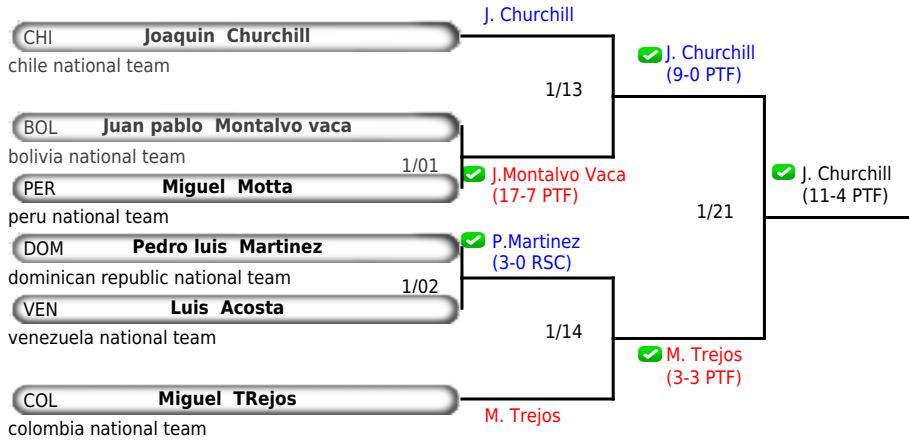 J. Churchill
CHI Joaquin Churchill
chile national team
J. Churchill
(9-0 PTF)
1/13
BOL Juan pablo Montalvo vaca
bolivia national team
1/01
J.Montalvo Vaca
(17-7 PTF)
PER Miguel Motta
peru national team
J. Churchill
(11-4 PTF)
1/21
DOM Pedro luis Martinez
dominican republic national team
P.Martinez
(3-0 RSC)
1/02
VEN Luis Acosta
venezuela national team
1/14
M. Trejos
(3-3 PTF)
COL Miguel TRejos
colombia national team
M. Trejos